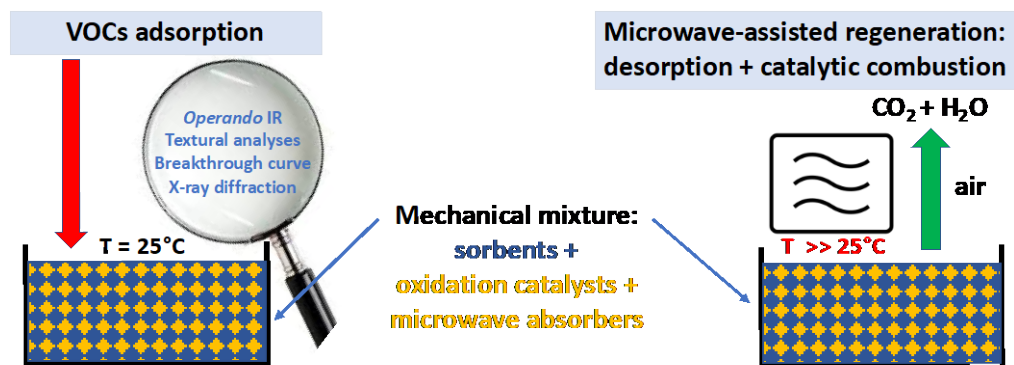 VOCs adsorption
Operando IR
Textural analyses
Breakthrough curve
X-ray diffraction
T = 25°C
Mechanical mixture:
sorbents +
oxidation catalysts +
microwave absorbers
Microwave-assisted regeneration:
desorption + catalytic combustion
CO₂ + H₂O
air
T >> 25°C